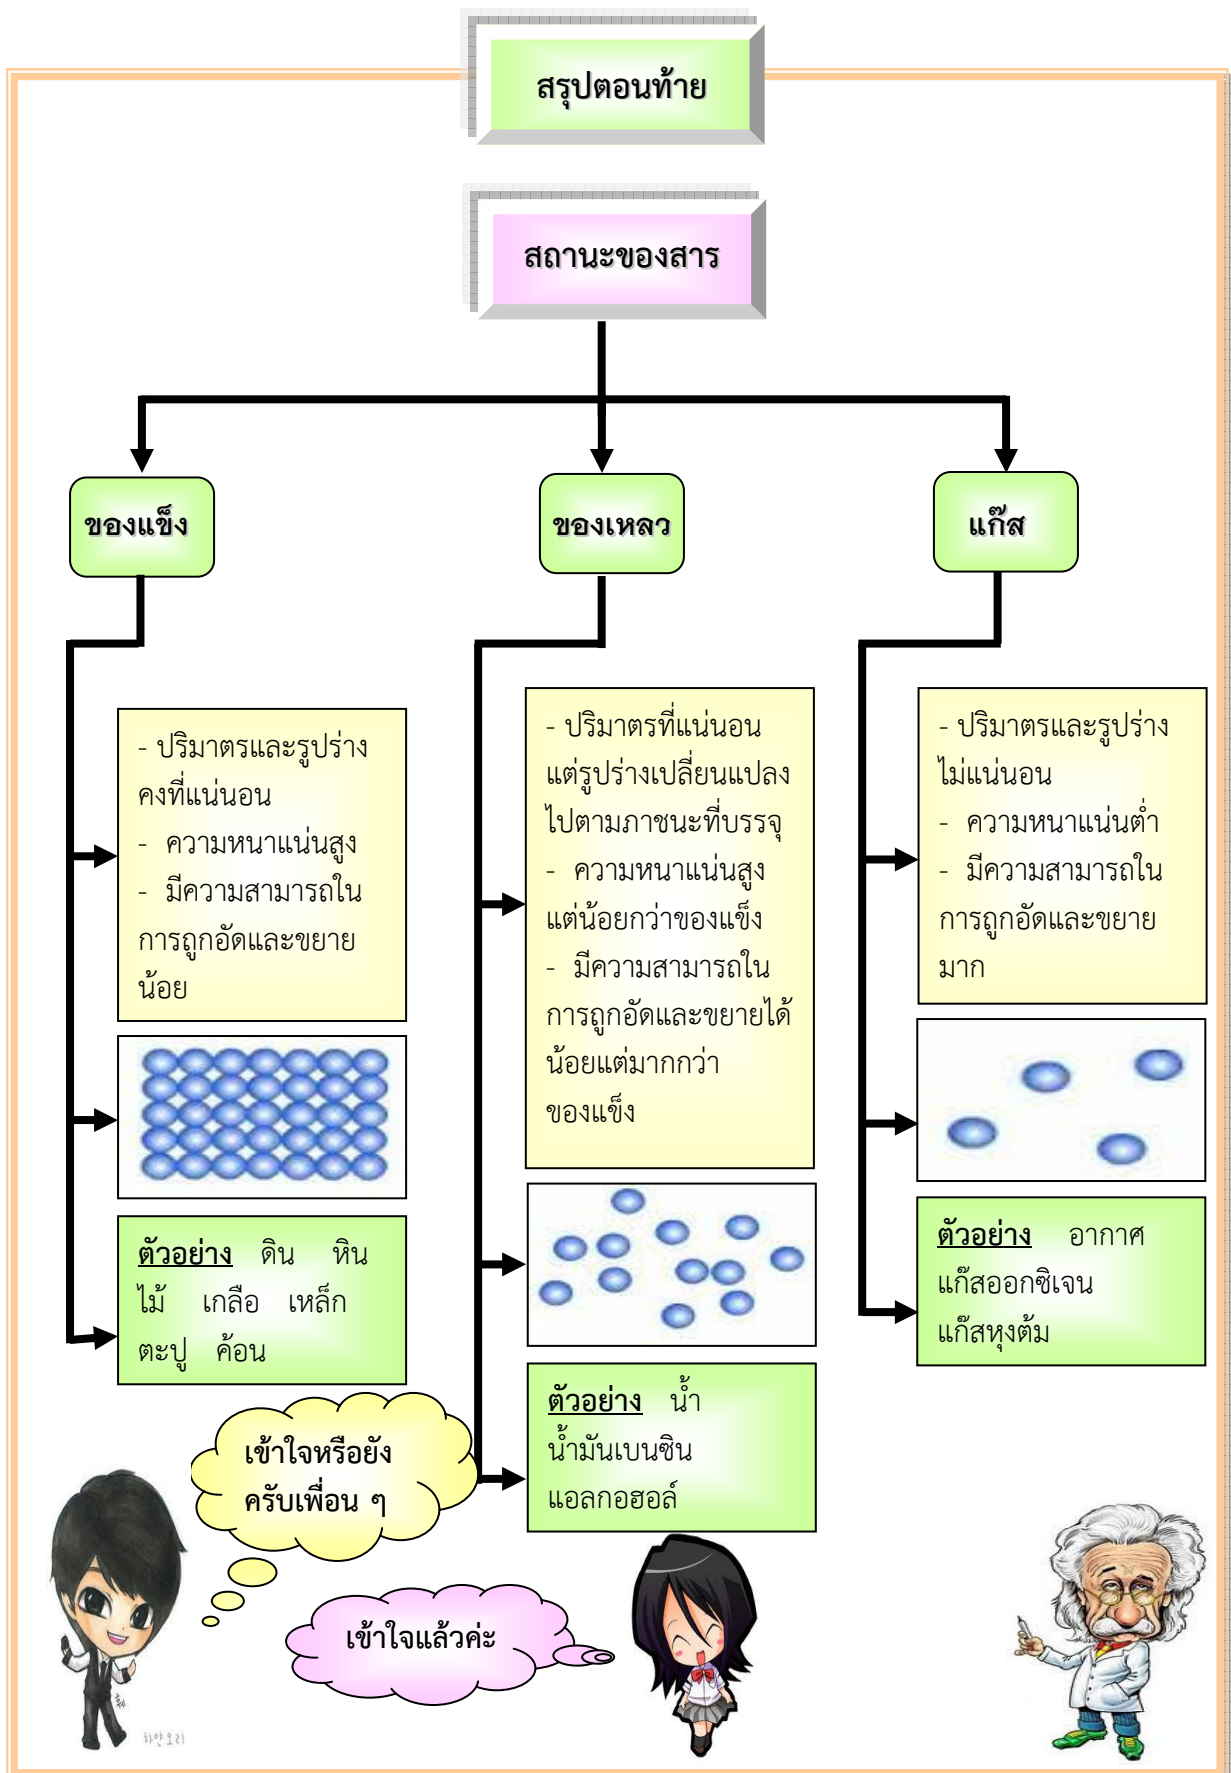 สรุปตอนท้าย
สถานะของสาร
ของแข็ง
ของเหลว
แก๊ส
- ปริมาตรและรูปร่าง
คงที่แน่นอน
- ความหนาแน่นสูง
- มีความสามารถใน
การถูกอัดและขยาย
น้อย
- ปริมาตรที่แน่นอน
แต่รูปร่างเปลี่ยนแปลง
ไปตามภาชนะที่บรรจุ
- ความหนาแน่นสูง
แต่น้อยกว่าของแข็ง
- มีความสามารถใน
การถูกอัดและขยายได้
น้อยแต่มากกว่า
ของแข็ง
- ปริมาตรและรูปร่าง
ไม่แน่นอน
- ความหนาแน่นต่ำ
- มีความสามารถใน
การถูกอัดและขยาย
มาก
ตัวอย่าง ดิน หิน
ไม้ เกลือ เหล็ก
ตะปู ค้อน
ตัวอย่าง น้ำ
น้ำมันเบนซิน
แอลกอฮอล์
ตัวอย่าง อากาศ
แก๊สออกซิเจน
แก๊สหุงต้ม
เข้าใจหรือยัง
ครับเพื่อน ๆ
เข้าใจแล้วค่ะ
하얀오리